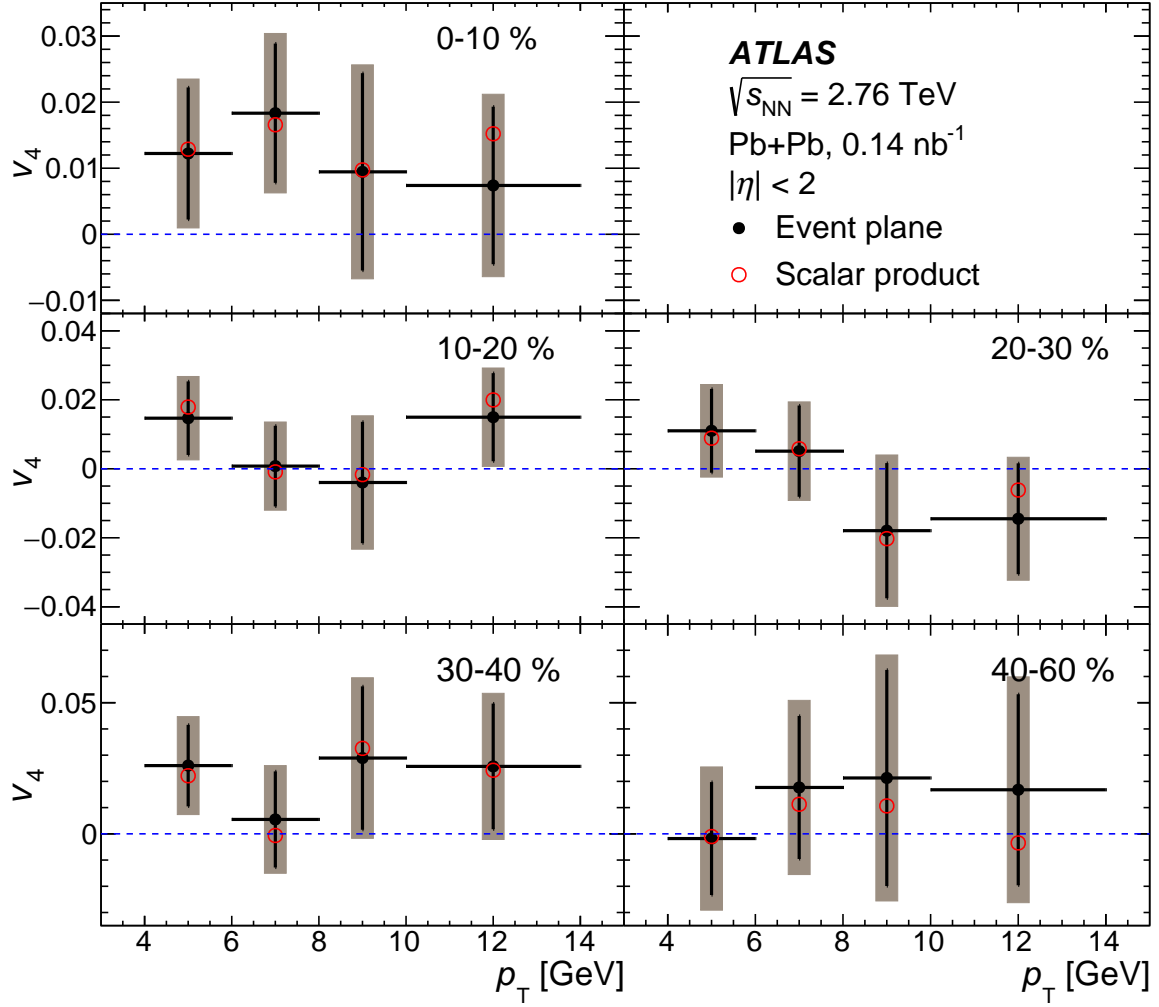 v₄
0.03
0.02
0.01
0
−0.01
0-10 %
ATLAS
√sNN = 2.76 TeV
Pb+Pb, 0.14 nb⁻¹
|η| < 2
Event plane
Scalar product
v₄
0.04
0.02
0
−0.02
−0.04
10-20 %
20-30 %
v₄
0.05
0
30-40 %
40-60 %
4 6 8 10 12 14
4 6 8 10 12 14
pT [GeV]
pT [GeV]